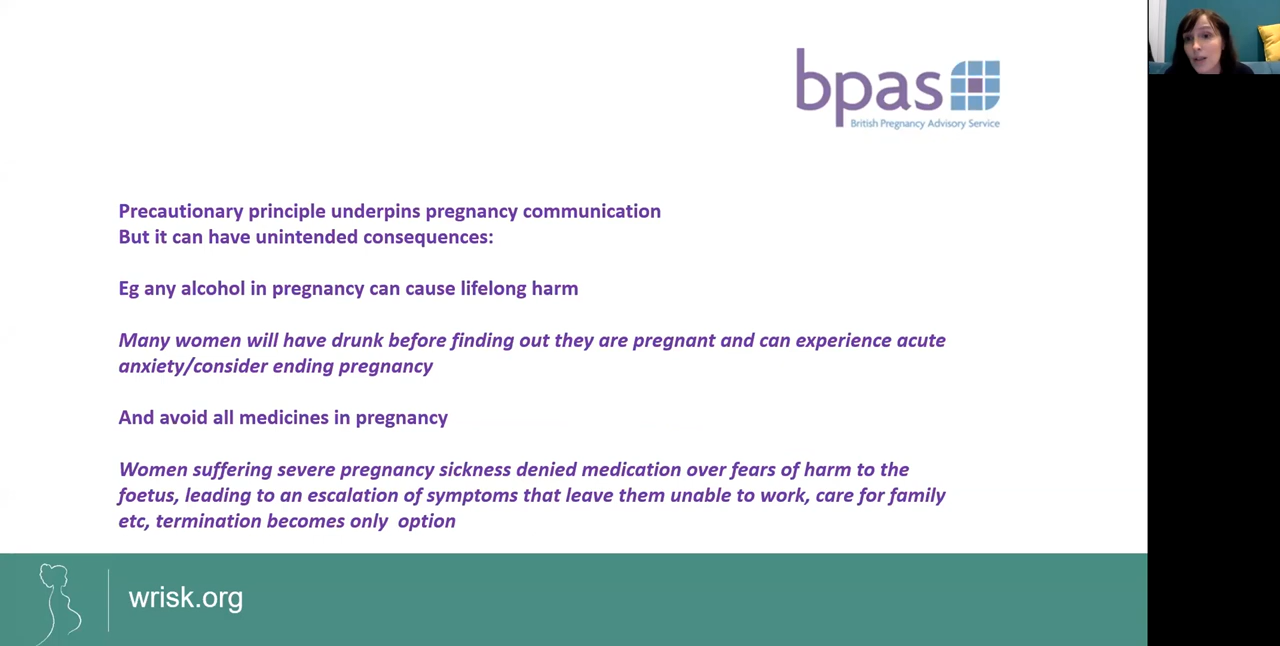 bpas
British Pregnancy Advisory Service
Precautionary principle underpins pregnancy communication
But it can have unintended consequences:
Eg any alcohol in pregnancy can cause lifelong harm
Many women will have drunk before finding out they are pregnant and can experience acute
anxiety/consider ending pregnancy
And avoid all medicines in pregnancy
Women suffering severe pregnancy sickness denied medication over fears of harm to the
foetus, leading to an escalation of symptoms that leave them unable to work, care for family
etc, termination becomes only option
wrisk.org